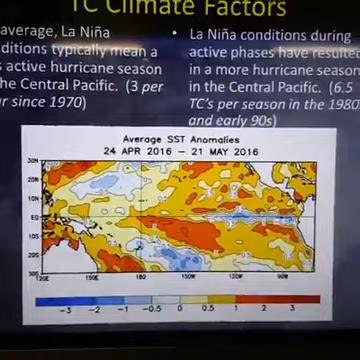 TC Climate Factors
average, La Niña
ditions typically mean a
s active hurricane season
he Central Pacific. (3 per
r since 1970)
• La Niña conditions during
active phases have resulted
in a more hurricane season
in the Central Pacific. (6.5
TC's per season in the 1980
and early 90s)
Average SST Anomalies
24 APR 2016 – 21 MAY 2016
30N
20N
10N
EQ
10S
20S
30S
120E
150E
180
150W
120W
90W
-3 -2 -1 -0.5 0 0.5 1 2 3